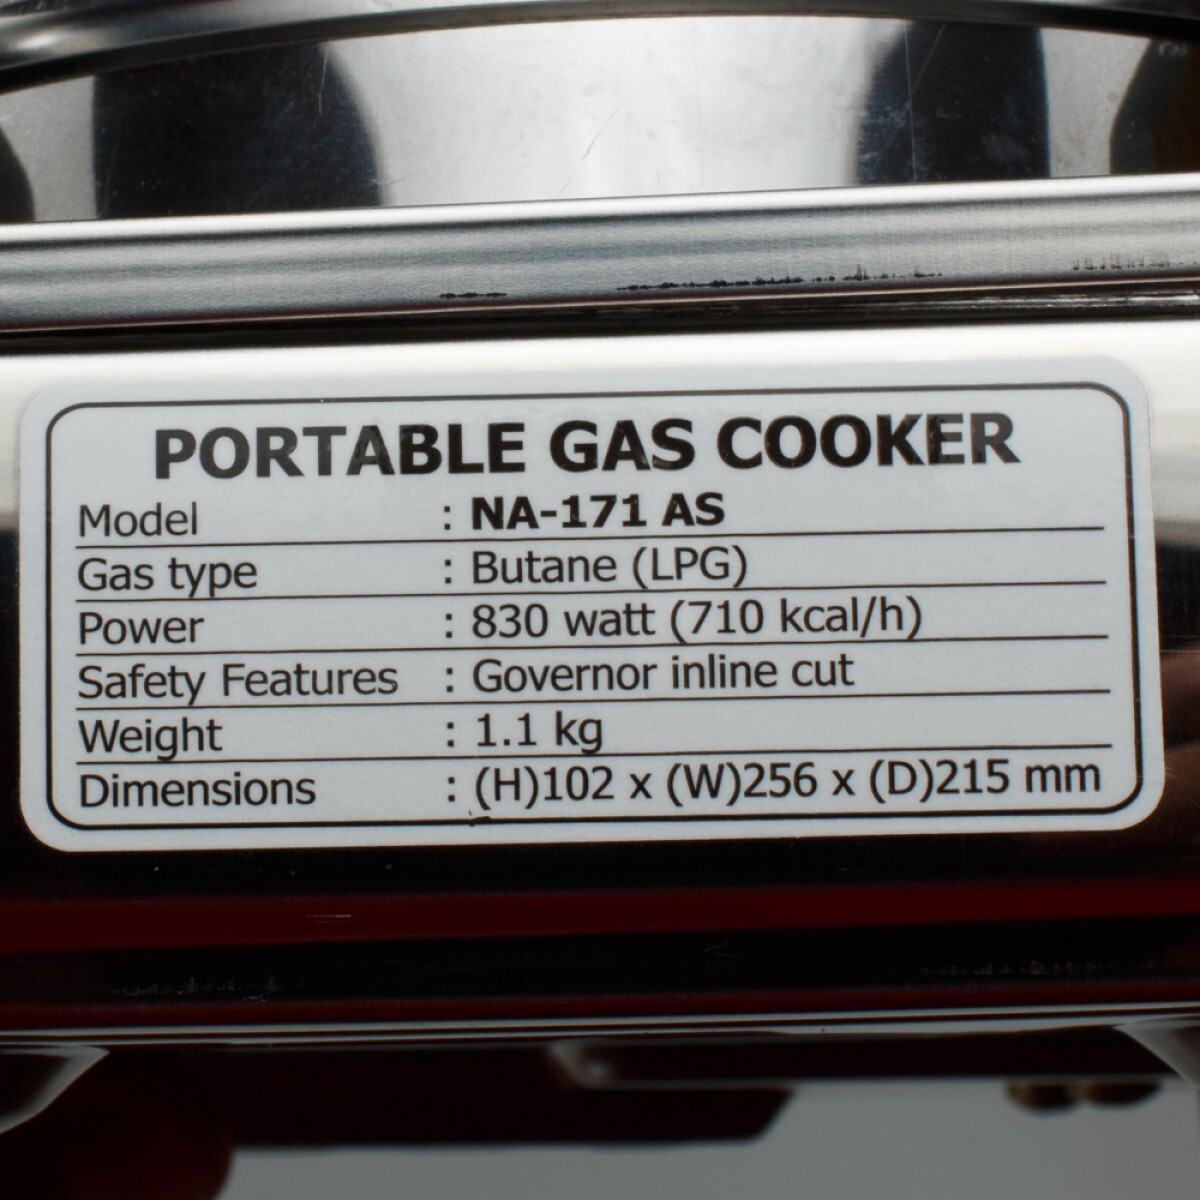 PORTABLE GAS COOKER
Model : NA-171 AS
Gas type : Butane (LPG)
Power : 830 watt (710 kcal/h)
Safety Features : Governor inline cut
Weight : 1.1 kg
Dimensions : (H)102 x (W)256 x (D)215 mm